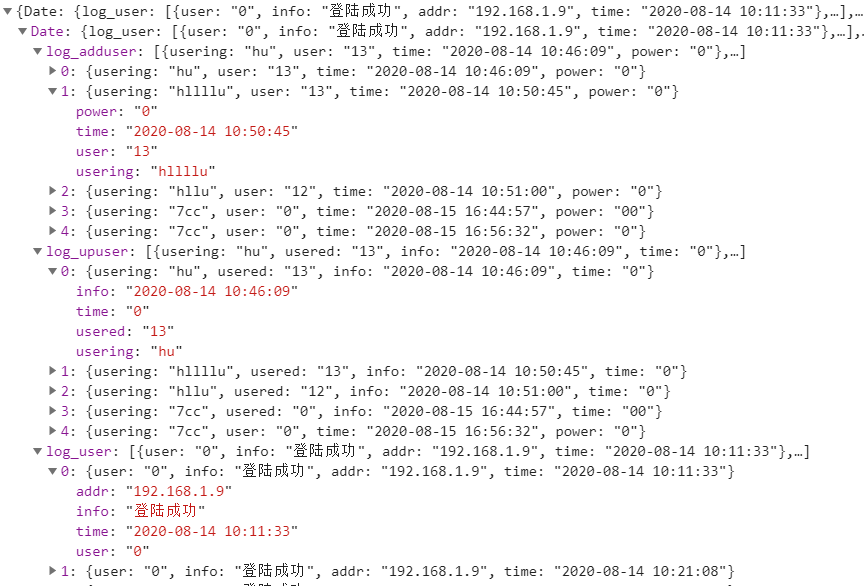 {Date: {log_user: [{user: "0", info: "登陆成功", addr: "192.168.1.9", time: "2020-08-14 10:11:33"},…],…
Date: {log_user: [{user: "0", info: "登陆成功", addr: "192.168.1.9", time: "2020-08-14 10:11:33"},…],…
log_adduser: [{usering: "hu", user: "13", time: "2020-08-14 10:46:09", power: "0"},…]
0: {usering: "hu", user: "13", time: "2020-08-14 10:46:09", power: "0"}
1: {usering: "hllllu", user: "13", time: "2020-08-14 10:50:45", power: "0"}
power: "0"
time: "2020-08-14 10:50:45"
user: "13"
usering: "hllllu"
2: {usering: "hllu", user: "12", time: "2020-08-14 10:51:00", power: "0"}
3: {usering: "7cc", user: "0", time: "2020-08-15 16:44:57", power: "00"}
4: {usering: "7cc", user: "0", time: "2020-08-15 16:56:32", power: "0"}
log_upuser: [{usering: "hu", usered: "13", info: "2020-08-14 10:46:09", time: "0"},…]
0: {usering: "hu", usered: "13", info: "2020-08-14 10:46:09", time: "0"}
info: "2020-08-14 10:46:09"
time: "0"
usered: "13"
usering: "hu"
1: {usering: "hllllu", usered: "13", info: "2020-08-14 10:50:45", time: "0"}
2: {usering: "hllu", usered: "12", info: "2020-08-14 10:51:00", time: "0"}
3: {usering: "7cc", usered: "0", info: "2020-08-15 16:44:57", time: "00"}
4: {usering: "7cc", user: "0", time: "2020-08-15 16:56:32", power: "0"}
log_user: [{user: "0", info: "登陆成功", addr: "192.168.1.9", time: "2020-08-14 10:11:33"},…]
0: {user: "0", info: "登陆成功", addr: "192.168.1.9", time: "2020-08-14 10:11:33"}
addr: "192.168.1.9"
info: "登陆成功"
time: "2020-08-14 10:11:33"
user: "0"
1: {user: "0", info: "登陆成功", addr: "192.168.1.9", time: "2020-08-14 10:21:08"}